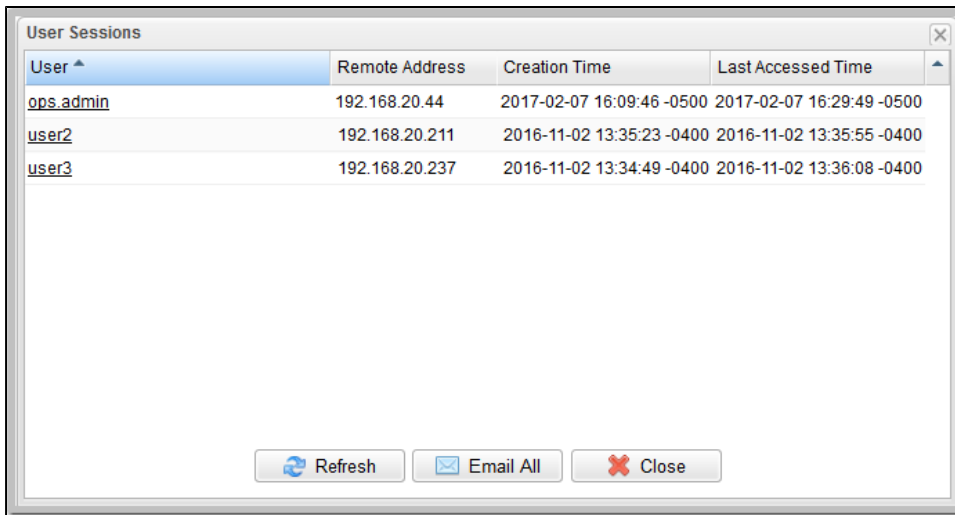 User Sessions
User Remote Address Creation Time Last Accessed Time
ops.admin 192.168.20.44 2017-02-07 16:09:46 -0500 2017-02-07 16:29:49 -0500
user2 192.168.20.211 2016-11-02 13:35:23 -0400 2016-11-02 13:35:55 -0400
user3 192.168.20.237 2016-11-02 13:34:49 -0400 2016-11-02 13:36:08 -0400
Refresh Email All Close